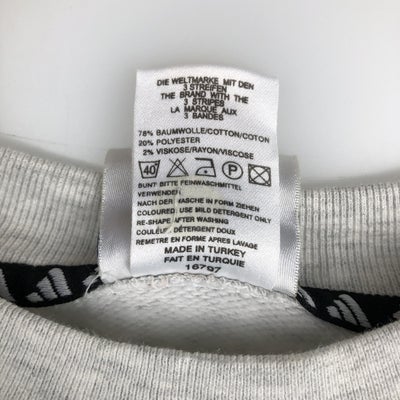 DIE WELTMARKE MIT DEN
3 STREIFEN
THE BRAND WITH THE
3 STRIPES
LA MARQUE AUX
3 BANDES
78% BAUMWOLLE/COTTON/COTON
20% POLYESTER
2% VISKOSE/RAYON/VISCOSE
40
BUNT: BITTE FEINWASCHMITTEL
VERWENDEN
NACH DER WÄSCHE IN FORM ZIEHEN
COLOURED: USE MILD DETERGENT ONLY
RE-SHAPE AFTER WASHING
COULEUR: DETERGENT DOUX
REMETRE EN FORME APRÉS LAVAGE
MADE IN TURKEY
FAIT EN TURQUIE
16797